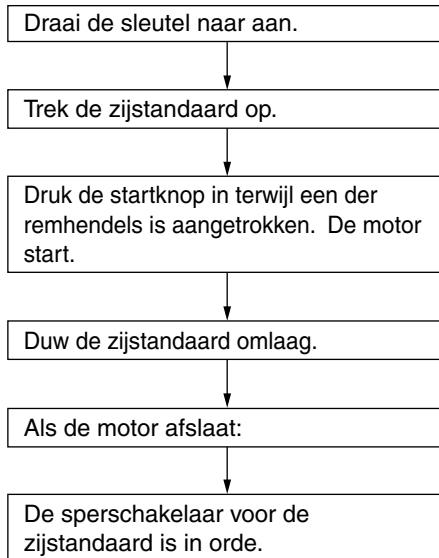 Draai de sleutel naar aan.
Trek de zijstandaard op.
Druk de startknop in terwijl een der
remhendels is aangetrokken. De motor
start.
Duw de zijstandaard omlaag.
Als de motor afslaat:
De sperschakelaar voor de
zijstandaard is in orde.